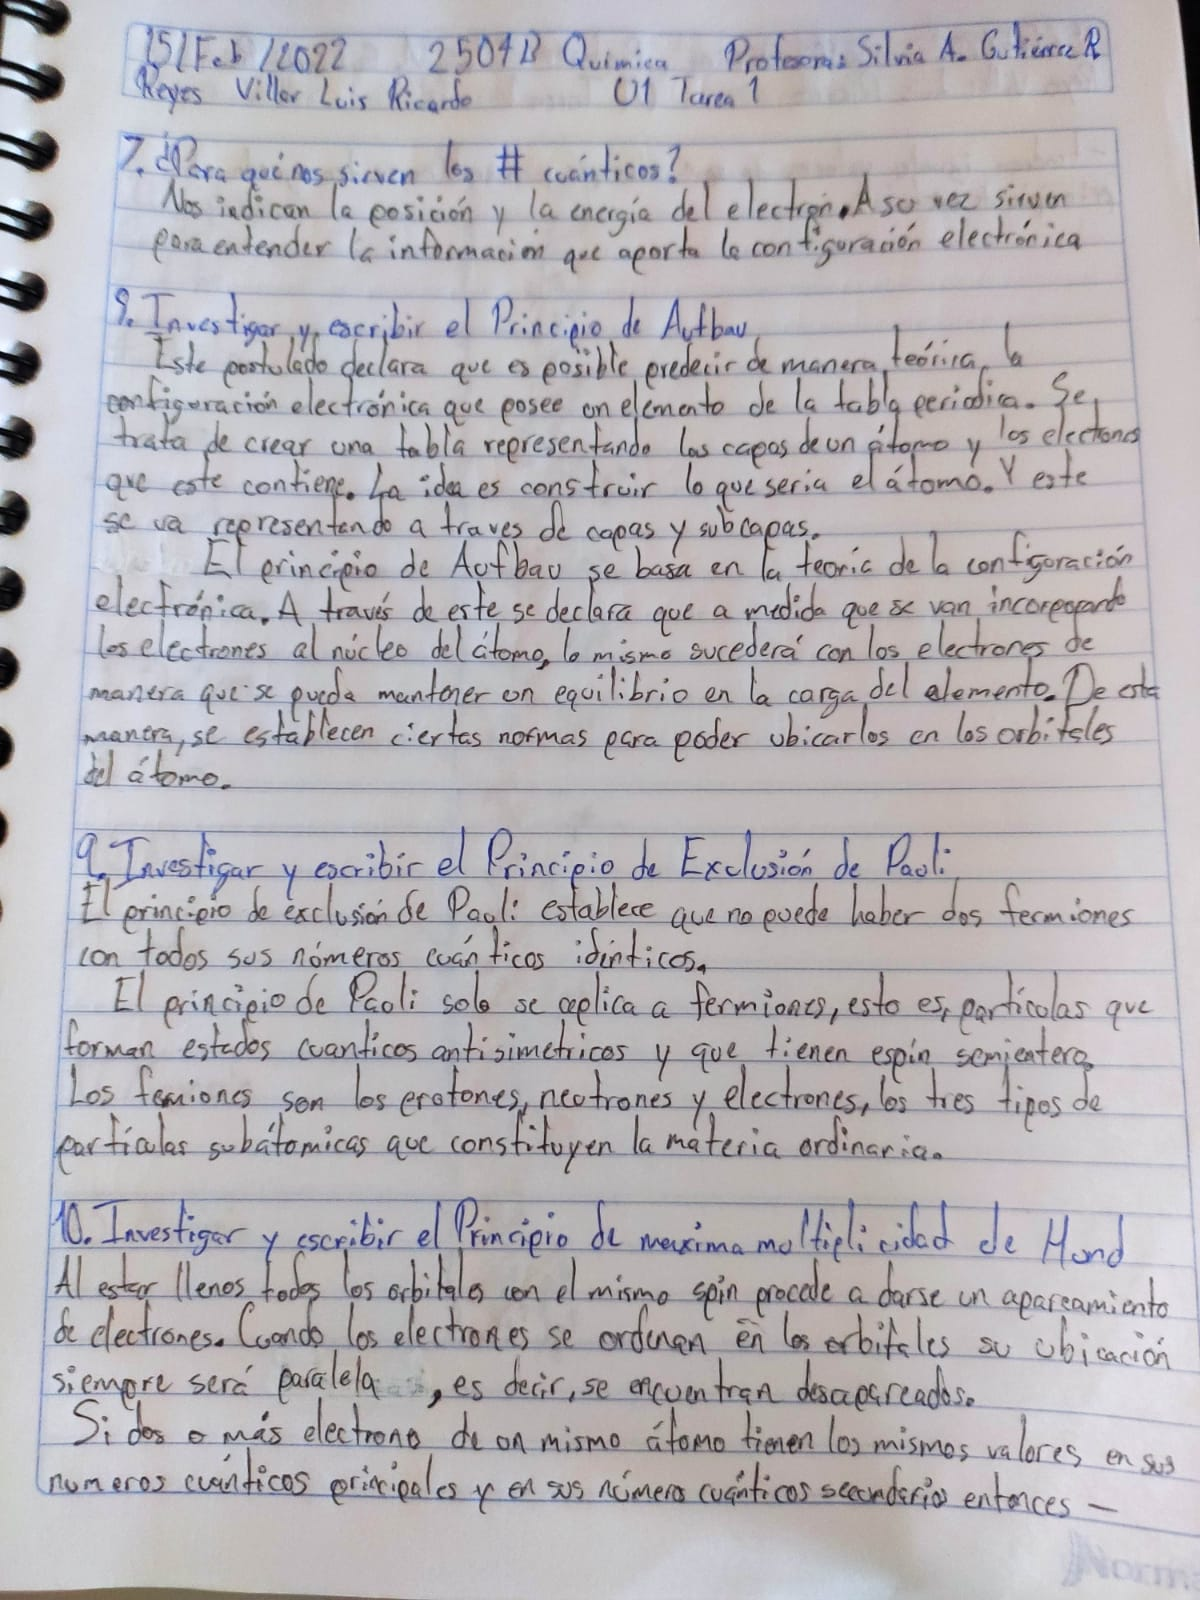 15/Feb/2022 2504B Química Profesora: Silvia A. Gutiérrez R.
Reyes Villar Luis Ricardo U1 Tarea 1
7. ¿Para qué nos sirven los # cuánticos?
Nos indican la posición y la energía del electrón. A su vez sirven
para entender la información que aporta la configuración electrónica
8. Investigar y escribir el Principio de Aufbau
Este postulado declara que es posible predecir de manera teórica, la
configuración electrónica que posee un elemento de la tabla periodica. Se
trata de crear una tabla representando las capas de un átomo y los electrones
que este contiene. La idea es construir lo que seria el átomo. Y este
se va representando a traves de capas y subcapas.
El principio de Aufbau se basa en la teoría de la configuración
electrónica. A través de este se declara que a medida que se van incorporando
los electrones al núcleo del átomo, lo mismo sucederá con los electrones de
manera que se pueda mantener un equilibrio en la carga del elemento. De esta
manera, se establecen ciertas normas para poder ubicarlos en los orbitales
del átomo.
9. Investigar y escribir el Principio de Exclusión de Pauli
El principio de exclusión de Pauli establece que no puede haber dos fermiones
con todos sus números cuánticos idénticos.
El principio de Pauli solo se aplica a fermiones, esto es, partículas que
forman estados cuanticos antisimetricos y que tienen espín semientero.
Los femiones son los protones, neutrones y electrones, los tres tipos de
partículas subátomicas que constituyen la materia ordinaria.
10. Investigar y escribir el Principio de maxima multiplicidad de Hund
Al estar llenos todos los orbitales con el mismo spin procede a darse un apareamiento
de electrones. Cuando los electrones se ordenan en los orbitales su ubicación
siempre será paralela, es decir, se encuentran desapareados.
Si dos o más electrono de un mismo átomo tienen los mismos valores en sus
numeros cuánticos principales y en sus número cuánticos secundarios entonces —
Norma